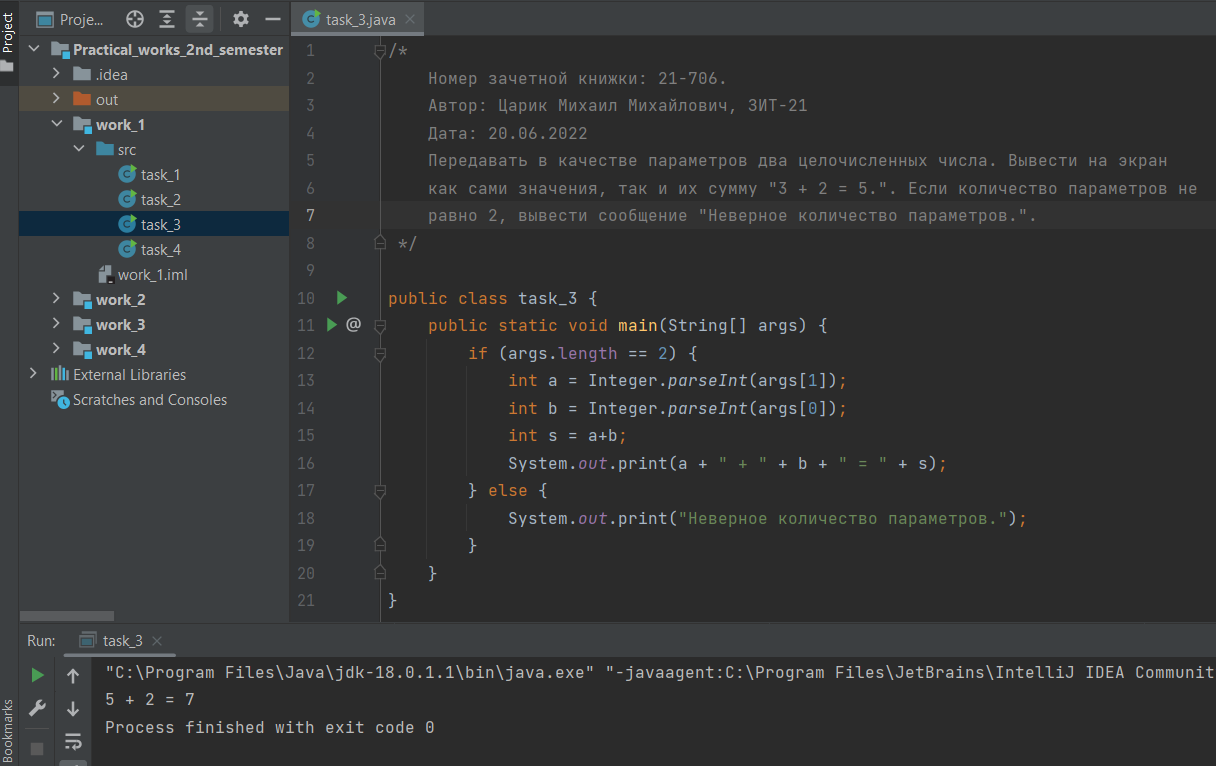 Project
Proje...
task_3.java
Practical_works_2nd_semester
.idea
out
work_1
src
task_1
task_2
task_3
task_4
work_1.iml
work_2
work_3
work_4
External Libraries
Scratches and Consoles
1 /*
2 Номер зачетной книжки: 21-706.
3 Автор: Царик Михаил Михайлович, ЗИТ-21
4 Дата: 20.06.2022
5 Передавать в качестве параметров два целочисленных числа. Вывести на экран
6 как сами значения, так и их сумму "3 + 2 = 5.". Если количество параметров не
7 равно 2, вывести сообщение "Неверное количество параметров.".
8 */
9
10 public class task_3 {
11 @ public static void main(String[] args) {
12 if (args.length == 2) {
13 int a = Integer.parseInt(args[1]);
14 int b = Integer.parseInt(args[0]);
15 int s = a+b;
16 System.out.print(a + " + " + b + " = " + s);
17 } else {
18 System.out.print("Неверное количество параметров.");
19 }
20 }
21 }
Run: task_3
"C:\Program Files\Java\jdk-18.0.1.1\bin\java.exe" "-javaagent:C:\Program Files\JetBrains\IntelliJ IDEA Communit
5 + 2 = 7
Process finished with exit code 0
Bookmarks